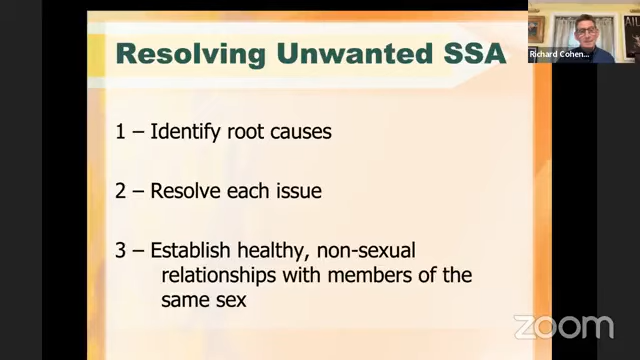 Resolving Unwanted SSA
Richard Cohen...
1 – Identify root causes
2 – Resolve each issue
3 – Establish healthy, non-sexual
relationships with members of the
same sex
zoom